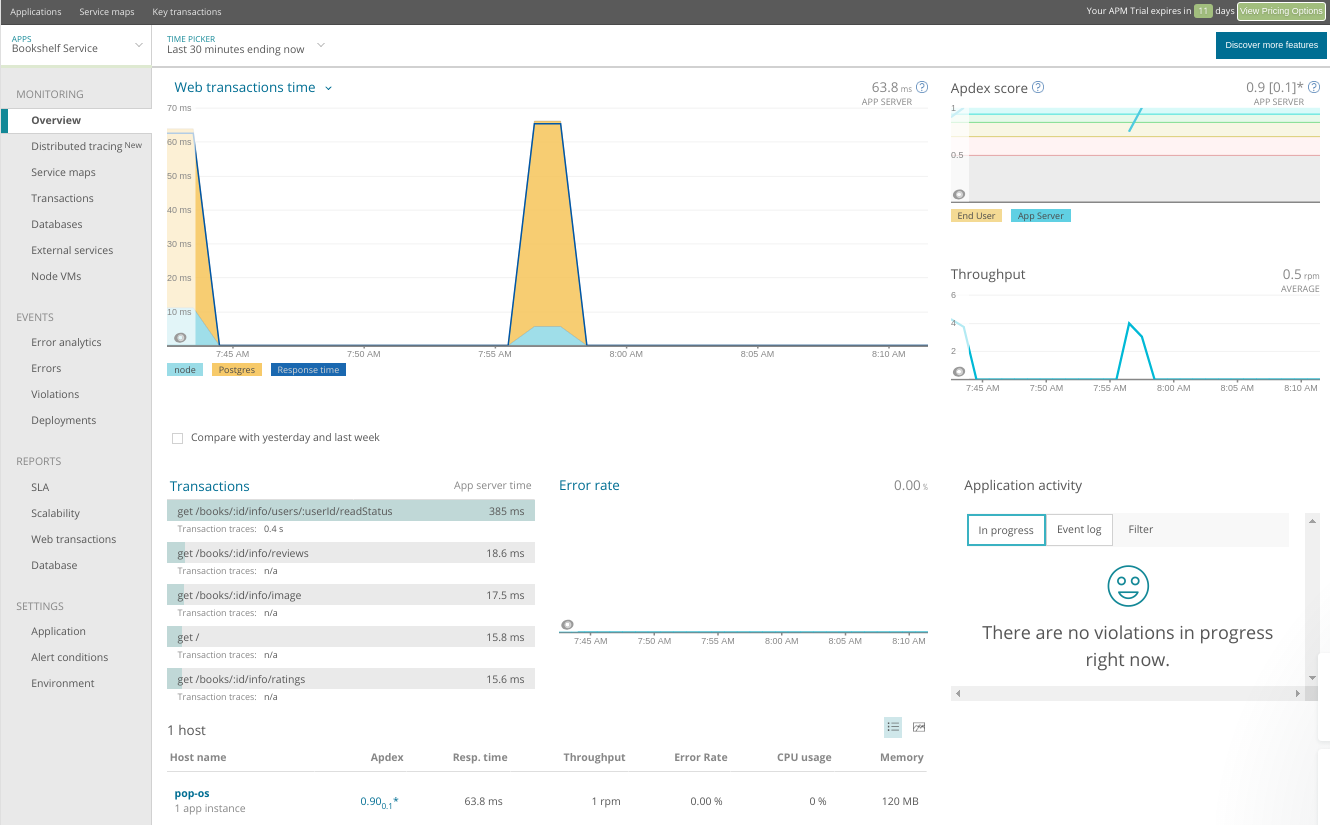 Applications Service maps Key transactions
Your APM Trial expires in 11 days View Pricing Options
APPS
Bookshelf Service
TIME PICKER
Last 30 minutes ending now
Discover more features
MONITORING
Overview
Distributed tracing New
Service maps
Transactions
Databases
External services
Node VMs
EVENTS
Error analytics
Errors
Violations
Deployments
REPORTS
SLA
Scalability
Web transactions
Database
SETTINGS
Application
Alert conditions
Environment
Web transactions time
63.8 ms ?
APP SERVER
70 ms
60 ms
50 ms
40 ms
30 ms
20 ms
10 ms
7:45 AM 7:50 AM 7:55 AM 8:00 AM 8:05 AM 8:10 AM
node Postgres Response time
Compare with yesterday and last week
Apdex score ?
0.9 [0.1]* ?
APP SERVER
1
0.5
End User App Server
Throughput
0.5 rpm
AVERAGE
6
4
2
7:45 AM 7:50 AM 7:55 AM 8:00 AM 8:05 AM 8:10 AM
Transactions App server time
get /books/:id/info/users/:userId/readStatus 385 ms
Transaction traces: 0.4 s
get /books/:id/info/reviews 18.6 ms
Transaction traces: n/a
get /books/:id/info/image 17.5 ms
Transaction traces: n/a
get / 15.8 ms
Transaction traces: n/a
get /books/:id/info/ratings 15.6 ms
Transaction traces: n/a
Error rate 0.00 %
7:45 AM 7:50 AM 7:55 AM 8:00 AM 8:05 AM 8:10 AM
Application activity
In progress Event log Filter
There are no violations in progress
right now.
1 host
Host name Apdex Resp. time Throughput Error Rate CPU usage Memory
pop-os 0.90 0.1* 63.8 ms 1 rpm 0.00 % 0 % 120 MB
1 app instance